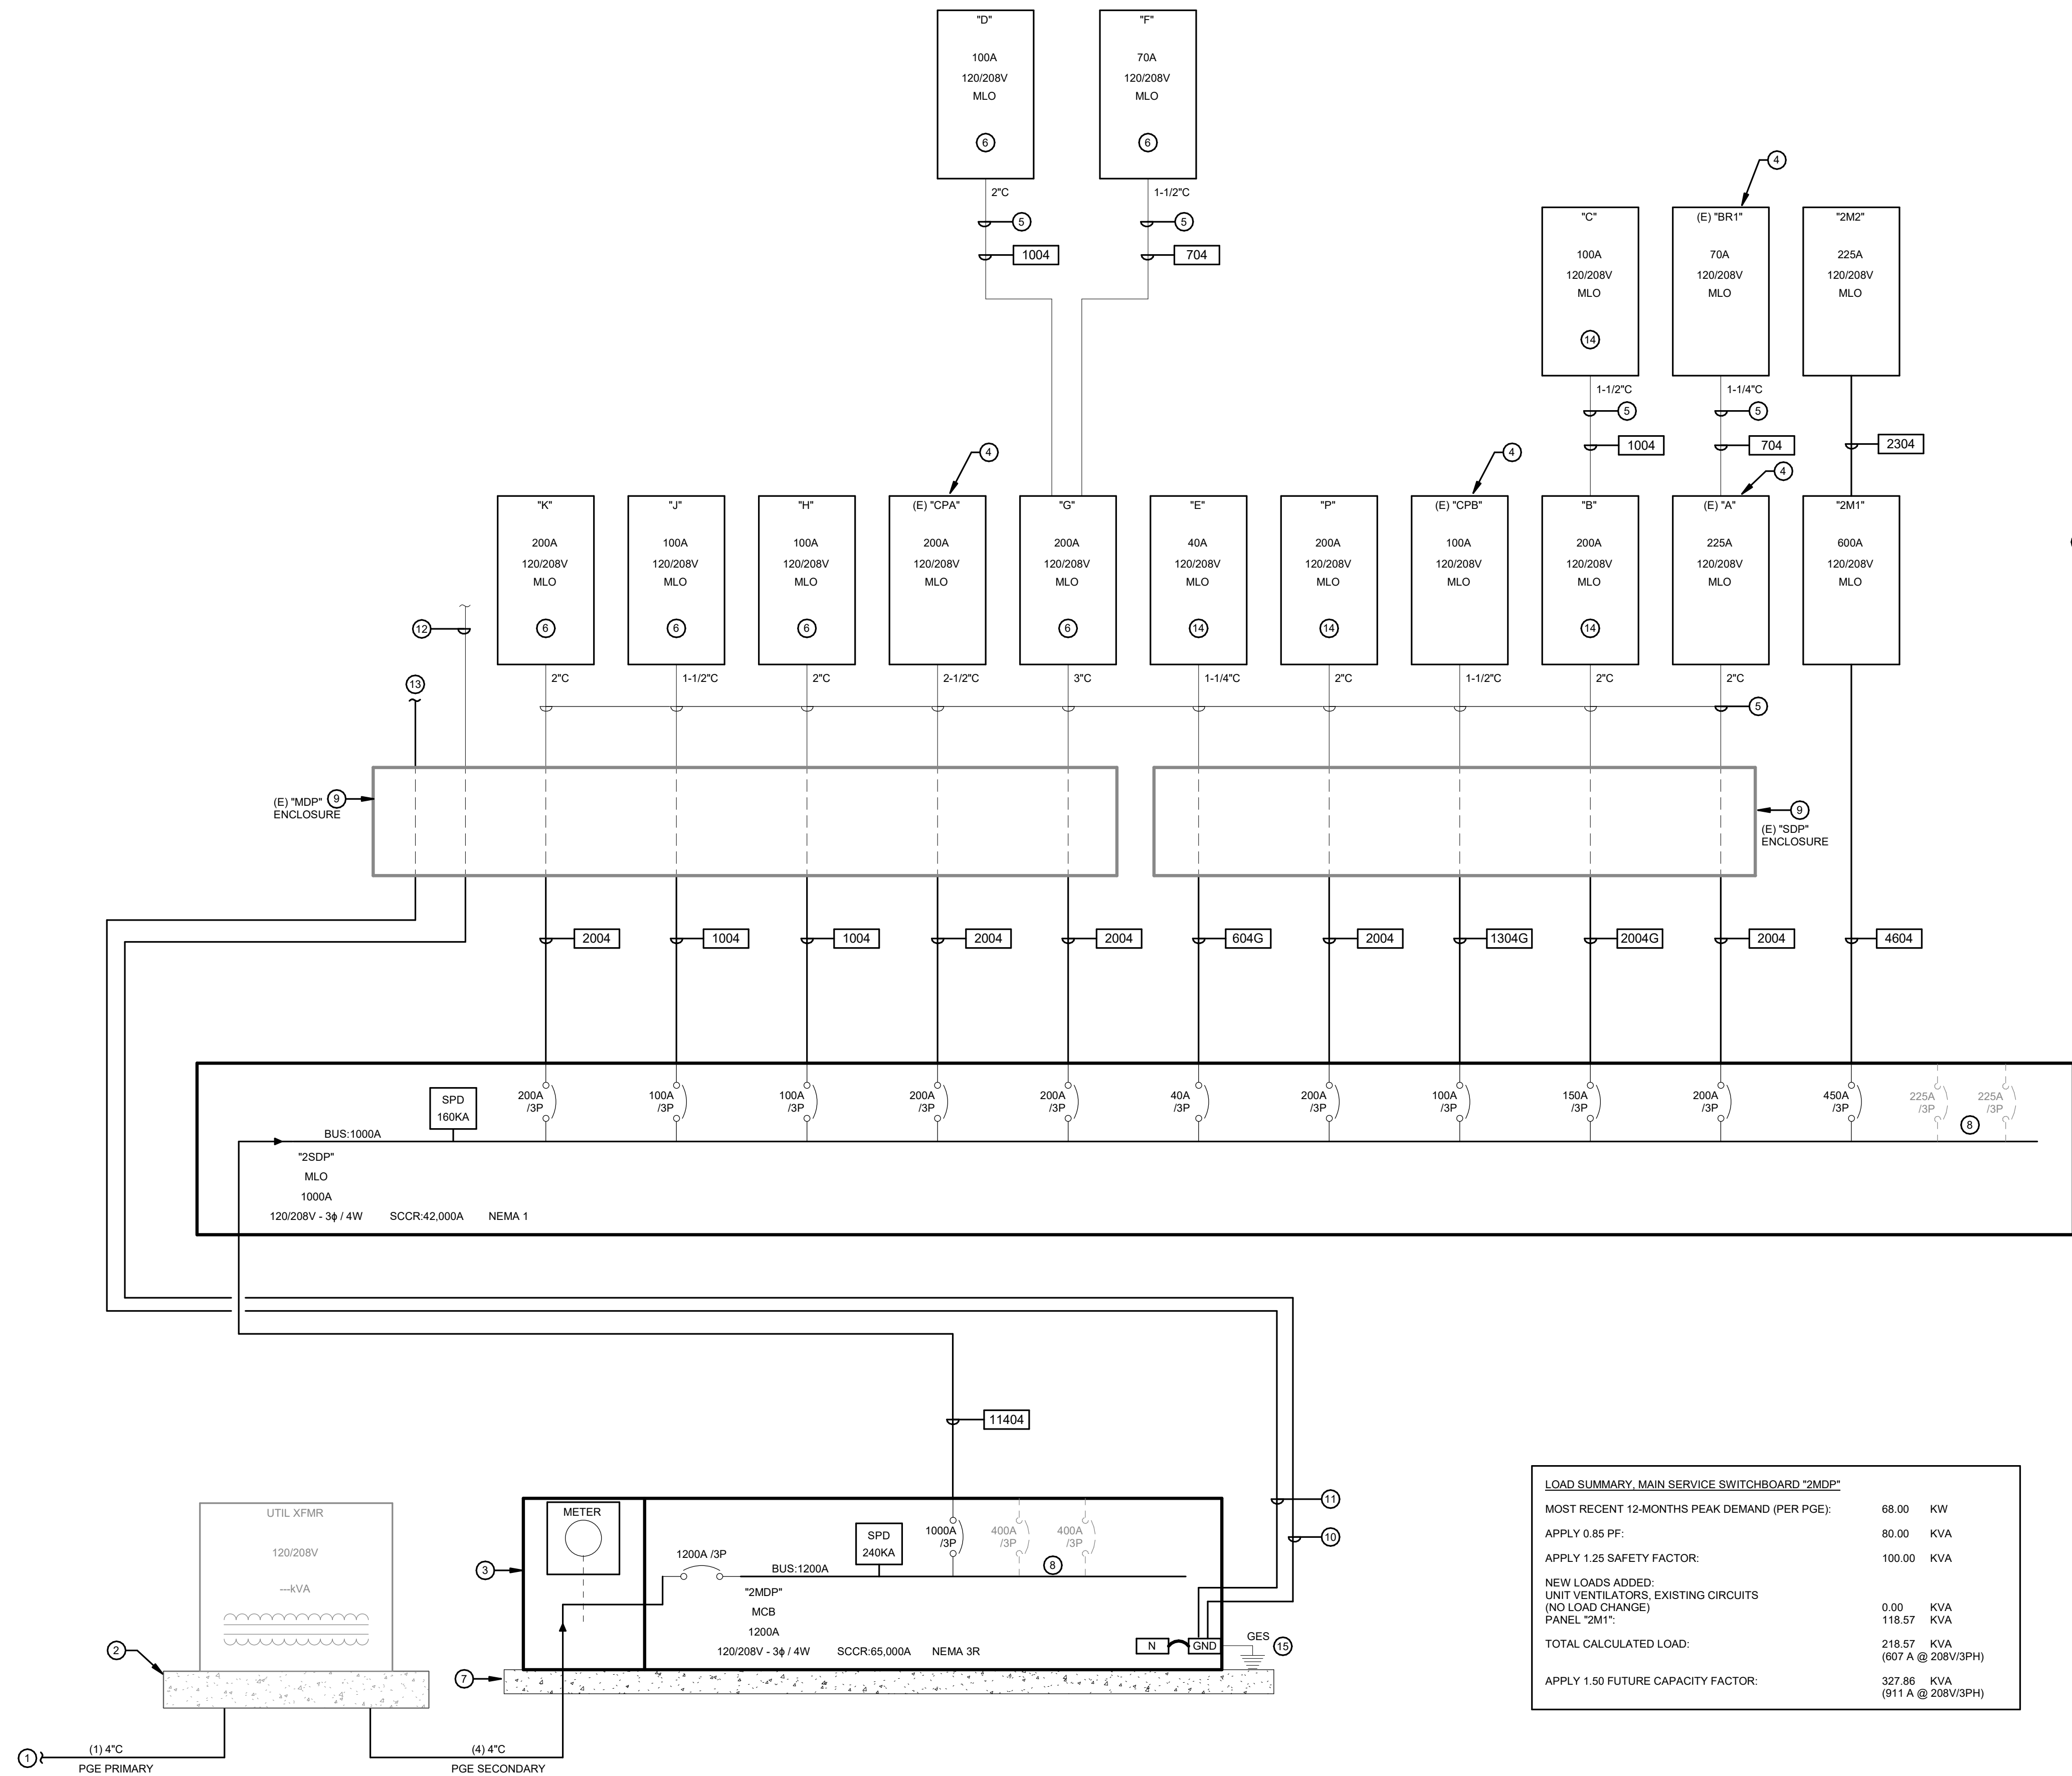 "D"
100A
120/208V
MLO
6
2"C
5
1004
"F"
70A
120/208V
MLO
6
1-1/2"C
5
704
"C"
100A
120/208V
MLO
14
1-1/2"C
5
1004
4
(E) "BR1"
70A
120/208V
MLO
1-1/4"C
5
704
"2M2"
225A
120/208V
MLO
2304
"K"
200A
120/208V
MLO
6
2"C
"J"
100A
120/208V
MLO
6
1-1/2"C
"H"
100A
120/208V
MLO
6
2"C
4
(E) "CPA"
200A
120/208V
MLO
2-1/2"C
"G"
200A
120/208V
MLO
6
3"C
"E"
40A
120/208V
MLO
14
1-1/4"C
"P"
200A
120/208V
MLO
14
2"C
4
(E) "CPB"
100A
120/208V
MLO
1-1/2"C
"B"
200A
120/208V
MLO
14
2"C
4
(E) "A"
225A
120/208V
MLO
2"C
"2M1"
600A
120/208V
MLO
12
13
5
(E) "MDP"
ENCLOSURE
9
9
(E) "SDP"
ENCLOSURE
2004
1004
1004
2004
2004
604G
2004
1304G
2004G
2004
4604
SPD
160KA
200A
/3P
100A
/3P
100A
/3P
200A
/3P
200A
/3P
40A
/3P
200A
/3P
100A
/3P
150A
/3P
200A
/3P
450A
/3P
225A
/3P
225A
/3P
8
BUS:1000A
"2SDP"
MLO
1000A
120/208V - 3ϕ / 4W SCCR:42,000A NEMA 1
11404
11
10
UTIL XFMR
120/208V
---kVA
2
3
METER
1200A /3P
BUS:1200A
SPD
240KA
1000A
/3P
400A
/3P
400A
/3P
8
"2MDP"
MCB
1200A
120/208V - 3ϕ / 4W SCCR:65,000A NEMA 3R
N
GND
GES
15
7
1
(1) 4"C
PGE PRIMARY
(4) 4"C
PGE SECONDARY
LOAD SUMMARY, MAIN SERVICE SWITCHBOARD "2MDP"
MOST RECENT 12-MONTHS PEAK DEMAND (PER PGE): 68.00 KW
APPLY 0.85 PF: 80.00 KVA
APPLY 1.25 SAFETY FACTOR: 100.00 KVA
NEW LOADS ADDED:
UNIT VENTILATORS, EXISTING CIRCUITS
(NO LOAD CHANGE) 0.00 KVA
PANEL "2M1": 118.57 KVA
TOTAL CALCULATED LOAD: 218.57 KVA
(607 A @ 208V/3PH)
APPLY 1.50 FUTURE CAPACITY FACTOR: 327.86 KVA
(911 A @ 208V/3PH)